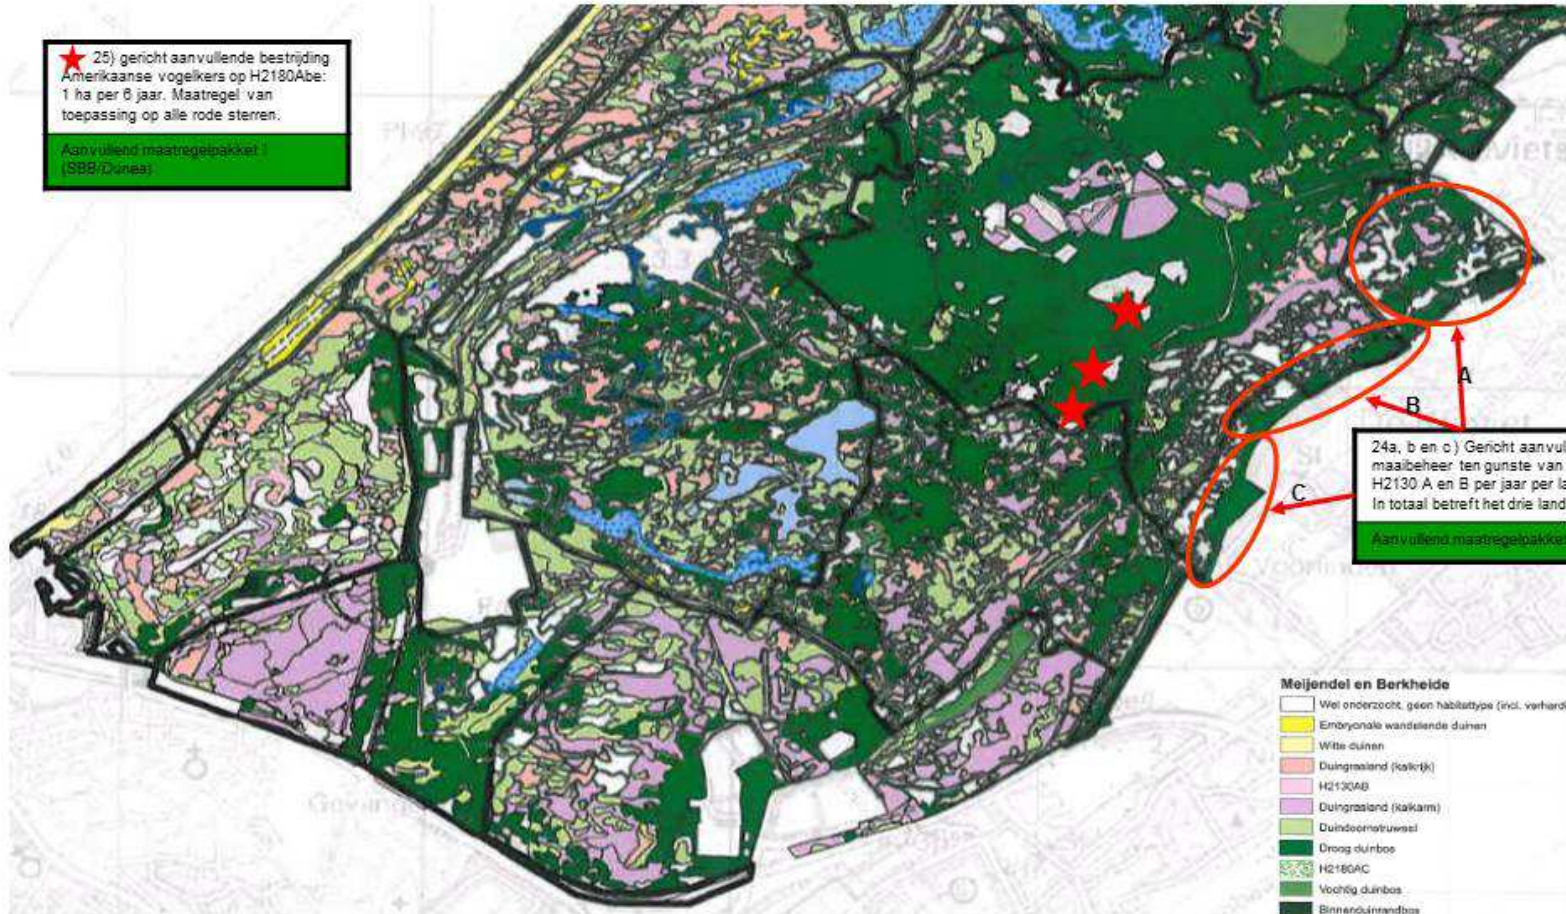 25) gericht aanvullende bestrijding
Amerikaanse vogelkers op H2180Abe:
1 ha per 6 jaar. Maatregel van
toepassing op alle rode sterren.
Aanvullend maatregelpakket
(SBB/Dunea)
A
B
C
24a, b en c) Gericht aanvul
maaibeheer ten gunste van
H2130 A en B per jaar per la
In totaal betreft het drie land
Aanvullend maatregelpakke
Meijendel en Berkheide
Wel onderzocht, geen habitattype (incl. verhard
Embryonale wandelende duinen
Witte duinen
Duingrasland (kalkrijk)
H2130AB
Duingrasland (kalkarm)
Duindoornstruweel
Droog duinbos
H2180AC
Vochtig duinbos
Binnenduinrandbos